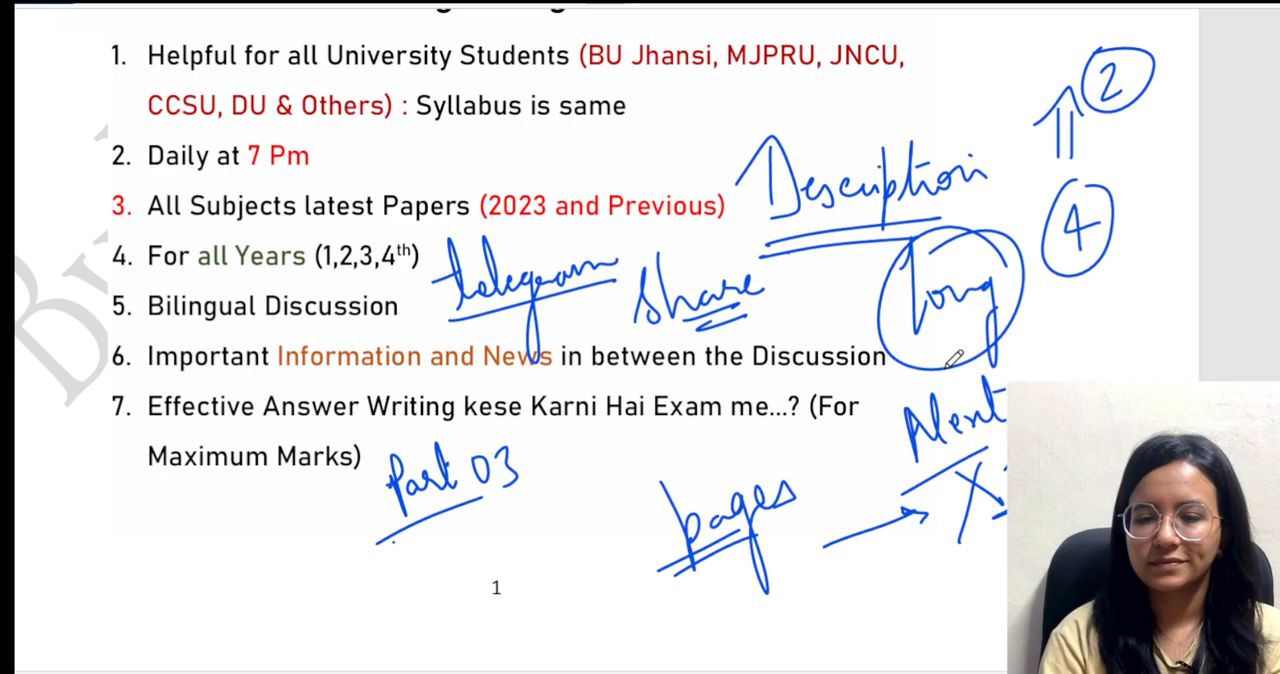 1. Helpful for all University Students (BU Jhansi, MJPRU, JNCU,
CCSU, DU & Others) : Syllabus is same
2. Daily at 7 Pm
3. All Subjects latest Papers (2023 and Previous)
4. For all Years (1,2,3,4th)
5. Bilingual Discussion
6. Important Information and News in between the Discussion
7. Effective Answer Writing kese Karni Hai Exam me...? (For
Maximum Marks)
2
Description
4
telegram share
long
Part 03
pages
1